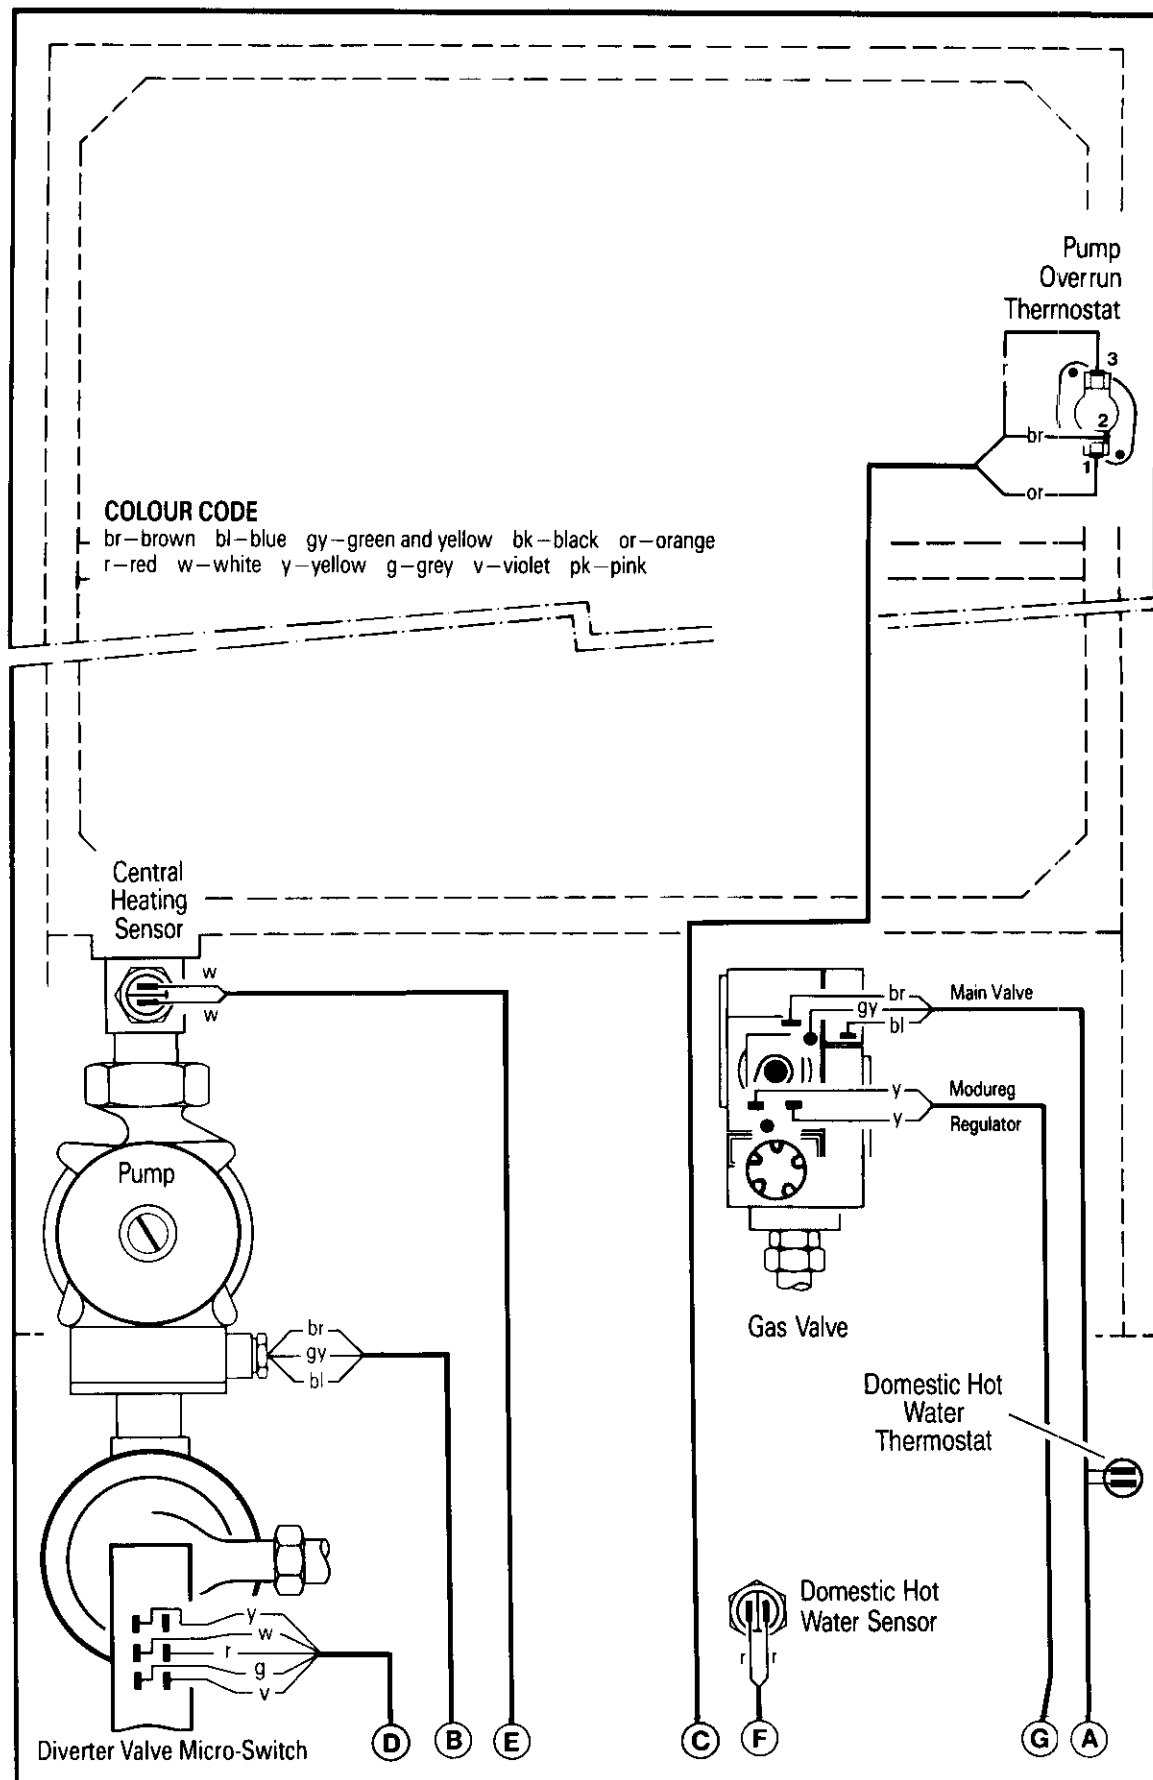 Pump
Overrun
Thermostat
3
r
2
br
1
or
COLOUR CODE
br—brown bl—blue gy—green and yellow bk—black or—orange
r—red w—white y—yellow g—grey v—violet pk—pink
Central
Heating
Sensor
w
w
br
gy
bl
Main Valve
y
y
Modureg
Regulator
Pump
Gas Valve
br
gy
bl
Domestic Hot
Water
Thermostat
Domestic Hot
Water Sensor
r r
y
w
r
g
v
Diverter Valve Micro-Switch
D B E C F G A